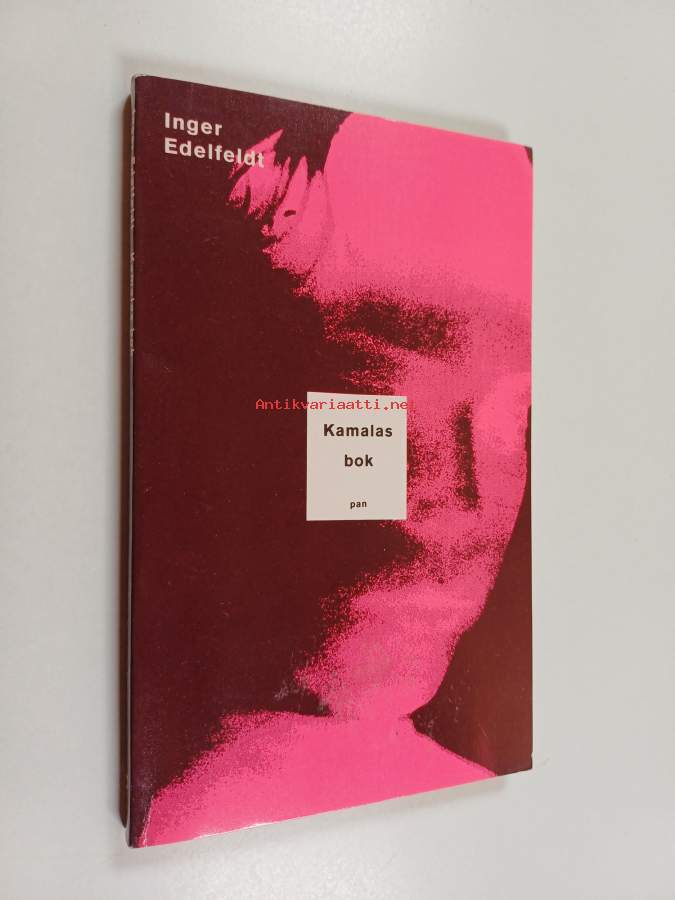 Inger
Edelfeldt
Antikvariaatti.net
Kamalas
bok
pan